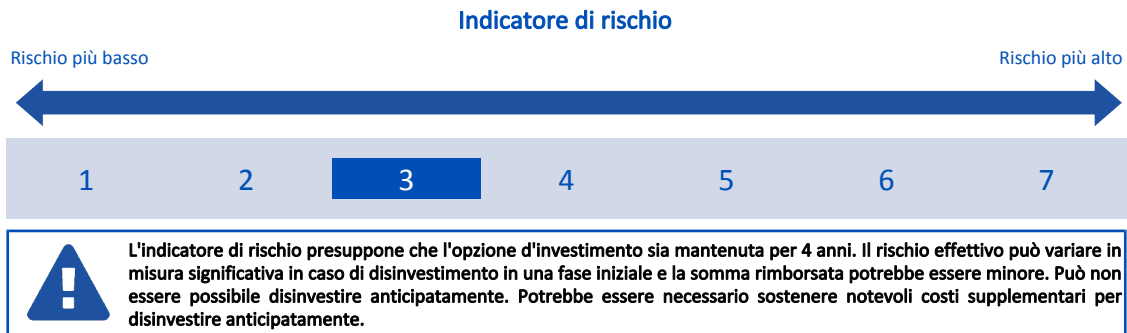 Indicatore di rischio
Rischio più basso
Rischio più alto
1 2 3 4 5 6 7
L'indicatore di rischio presuppone che l'opzione d'investimento sia mantenuta per 4 anni. Il rischio effettivo può variare in
misura significativa in caso di disinvestimento in una fase iniziale e la somma rimborsata potrebbe essere minore. Può non
essere possibile disinvestire anticipatamente. Potrebbe essere necessario sostenere notevoli costi supplementari per
disinvestire anticipatamente.